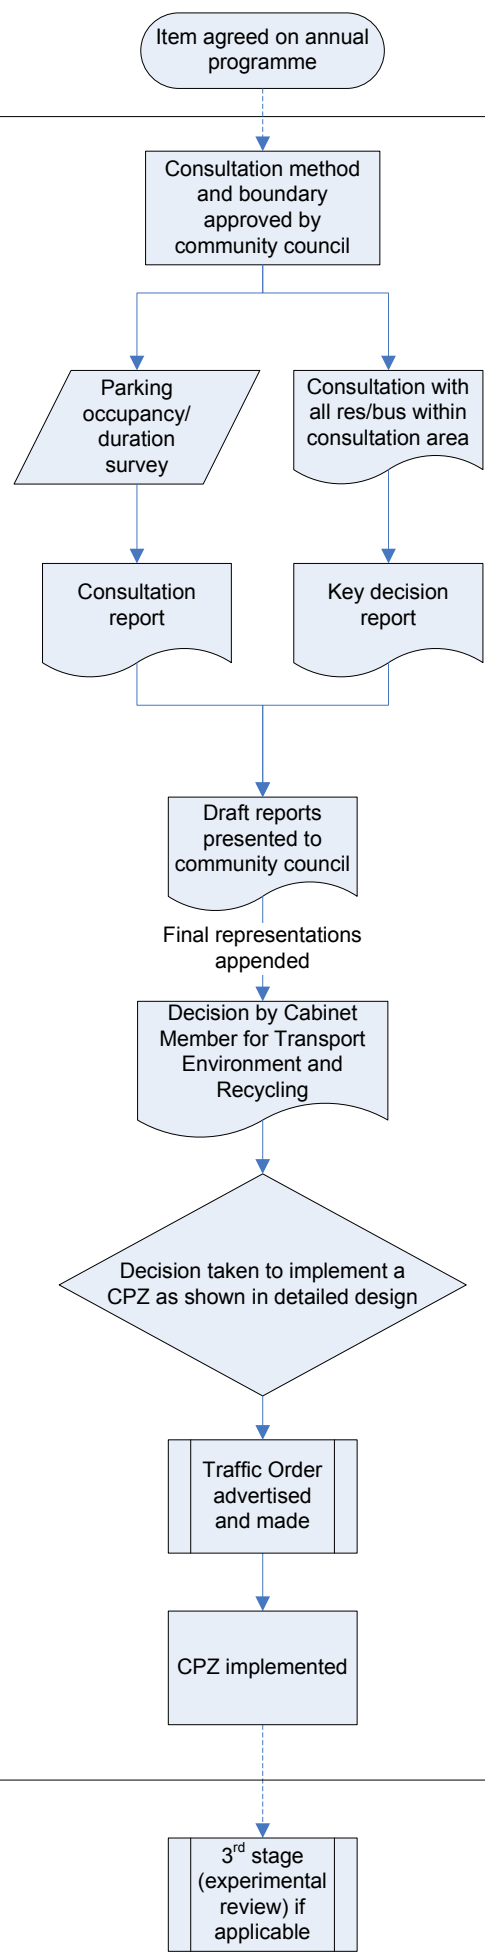 Item agreed on annual
programme
Consultation method
and boundary
approved by
community council
Parking
occupancy/
duration
survey
Consultation with
all res/bus within
consultation area
Consultation
report
Key decision
report
Draft reports
presented to
community council
Final representations
appended
Decision by Cabinet
Member for Transport
Environment and
Recycling
Decision taken to implement a
CPZ as shown in detailed design
Traffic Order
advertised
and made
CPZ implemented
3rd stage
(experimental
review) if
applicable